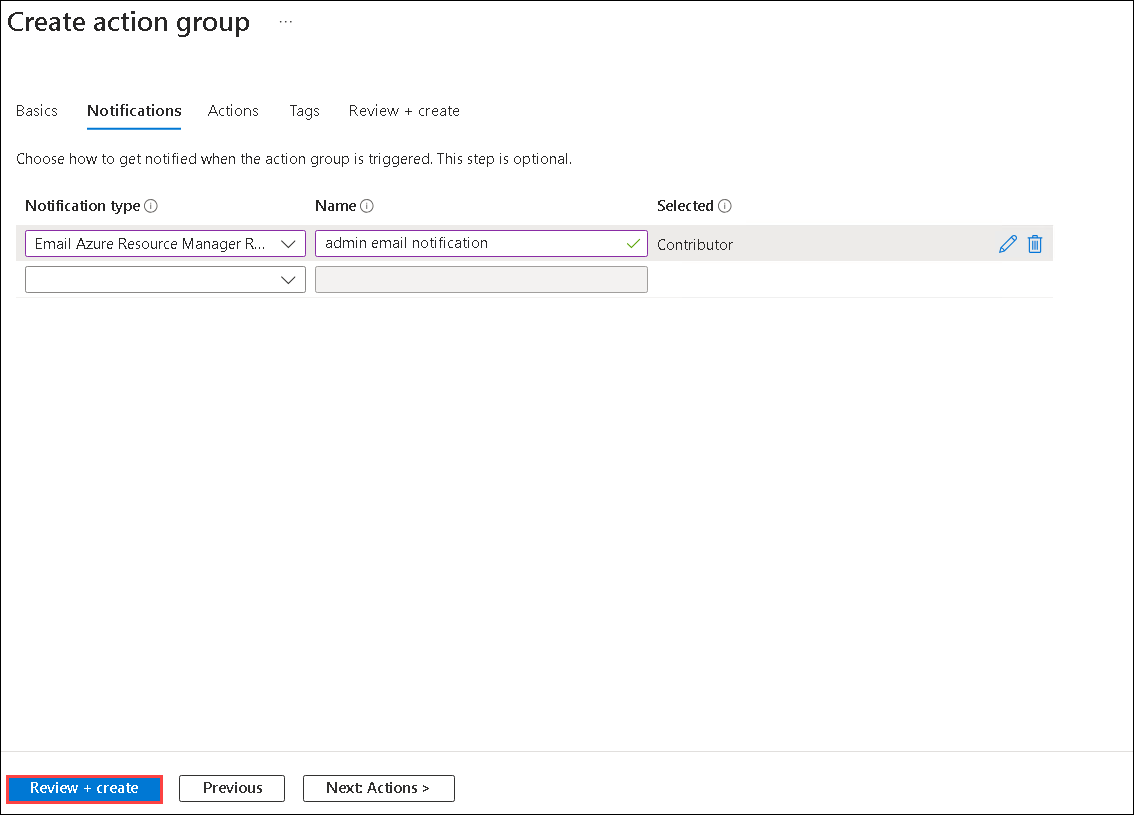 Create action group ...
Basics Notifications Actions Tags Review + create
Choose how to get notified when the action group is triggered. This step is optional.
Notification type Name Selected
Email Azure Resource Manager R... admin email notification Contributor
Review + create Previous Next: Actions >